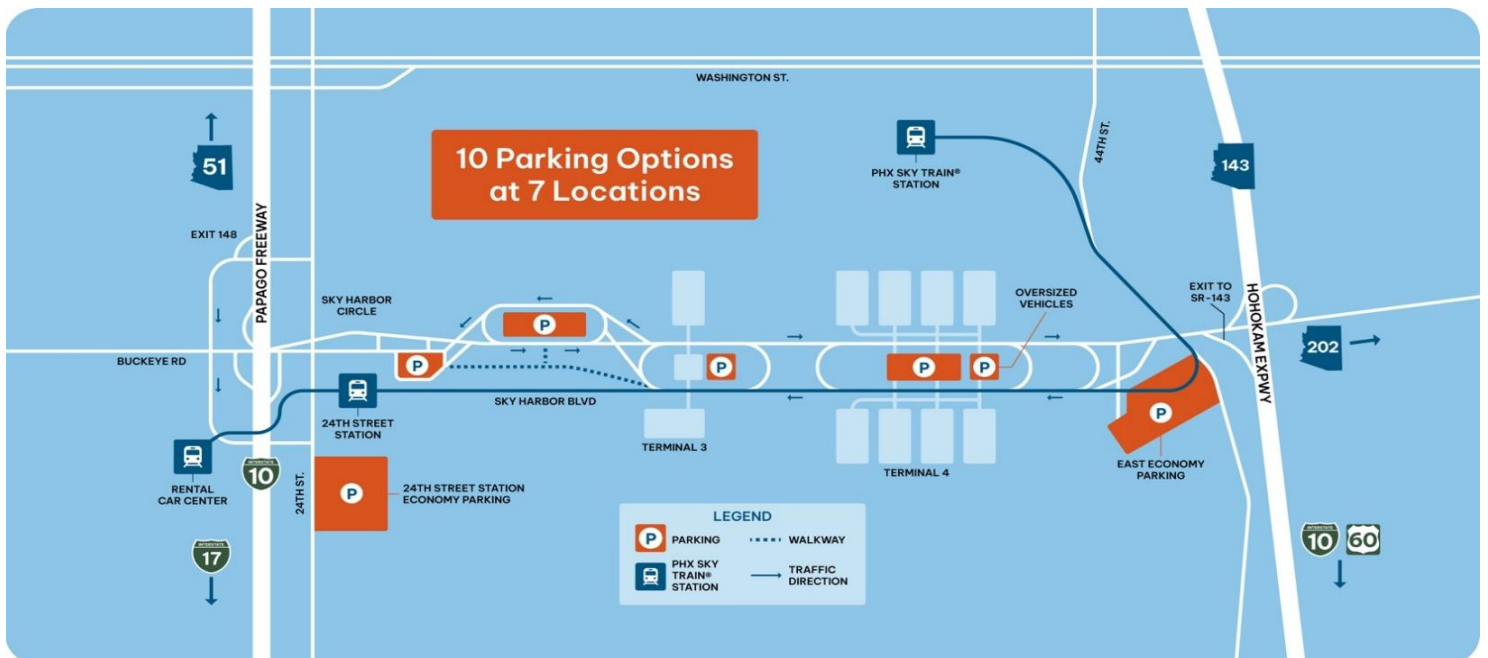 WASHINGTON ST.
51
10 Parking Options
at 7 Locations
PHX SKY TRAIN®
STATION
44TH ST.
143
EXIT 148
PAPAGO FREEWAY
SKY HARBOR
CIRCLE
P
OVERSIZED
VEHICLES
EXIT TO
SR-143
HOHOKAM EXPWY
202
BUCKEYE RD
P
P
P
P
P
24TH STREET
STATION
SKY HARBOR BLVD
TERMINAL 3
TERMINAL 4
EAST ECONOMY
PARKING
RENTAL
CAR CENTER
INTERSTATE
10
24TH ST.
P
24TH STREET STATION
ECONOMY PARKING
INTERSTATE
17
LEGEND
P PARKING
WALKWAY
PHX SKY
TRAIN®
STATION
TRAFFIC
DIRECTION
INTERSTATE
10
60